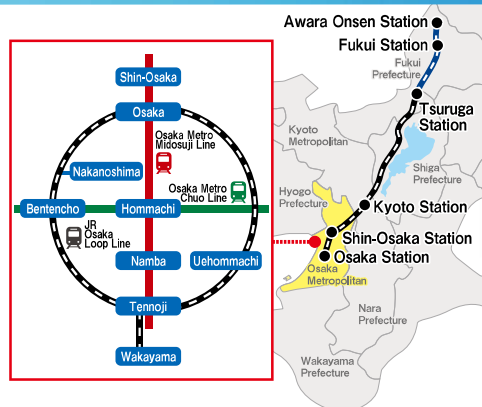 Shin-Osaka
Osaka
Osaka Metro
Midosuji Line
Nakanoshima
Osaka Metro
Chuo Line
Bentencho
Hommachi
JR
Osaka
Loop Line
Namba
Uehommachi
Tennoji
Wakayama
Awara Onsen Station
Fukui Station
Fukui
Prefecture
Tsuruga
Station
Kyoto
Metropolitan
Shiga
Prefecture
Hyogo
Prefecture
Kyoto Station
Shin-Osaka Station
Osaka Station
Osaka
Metropolitan
Nara
Prefecture
Wakayama
Prefecture